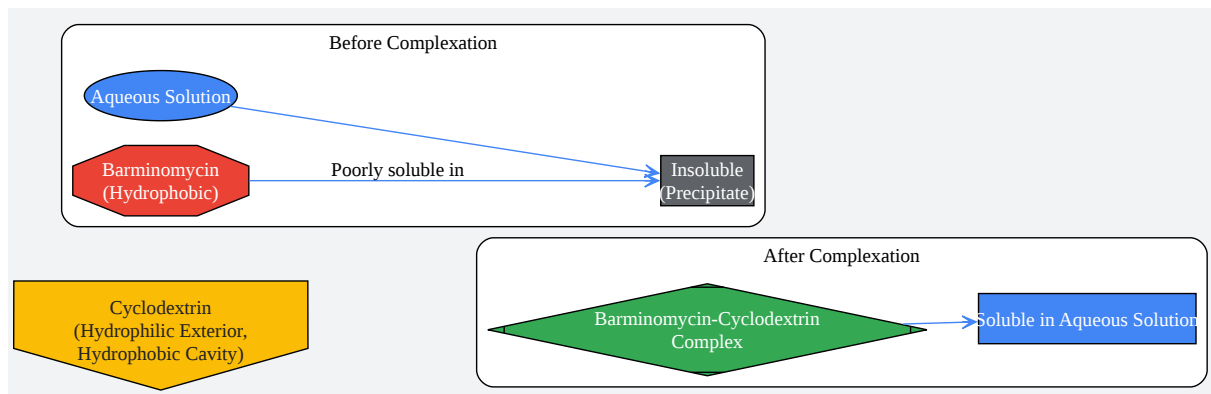 Before Complexation
Aqueous Solution
Barminomycin
(Hydrophobic)
Poorly soluble in
Insoluble
(Precipitate)
After Complexation
Barminomycin-Cyclodextrin
Complex
Soluble in Aqueous Solution
Cyclodextrin
(Hydrophilic Exterior,
Hydrophobic Cavity)